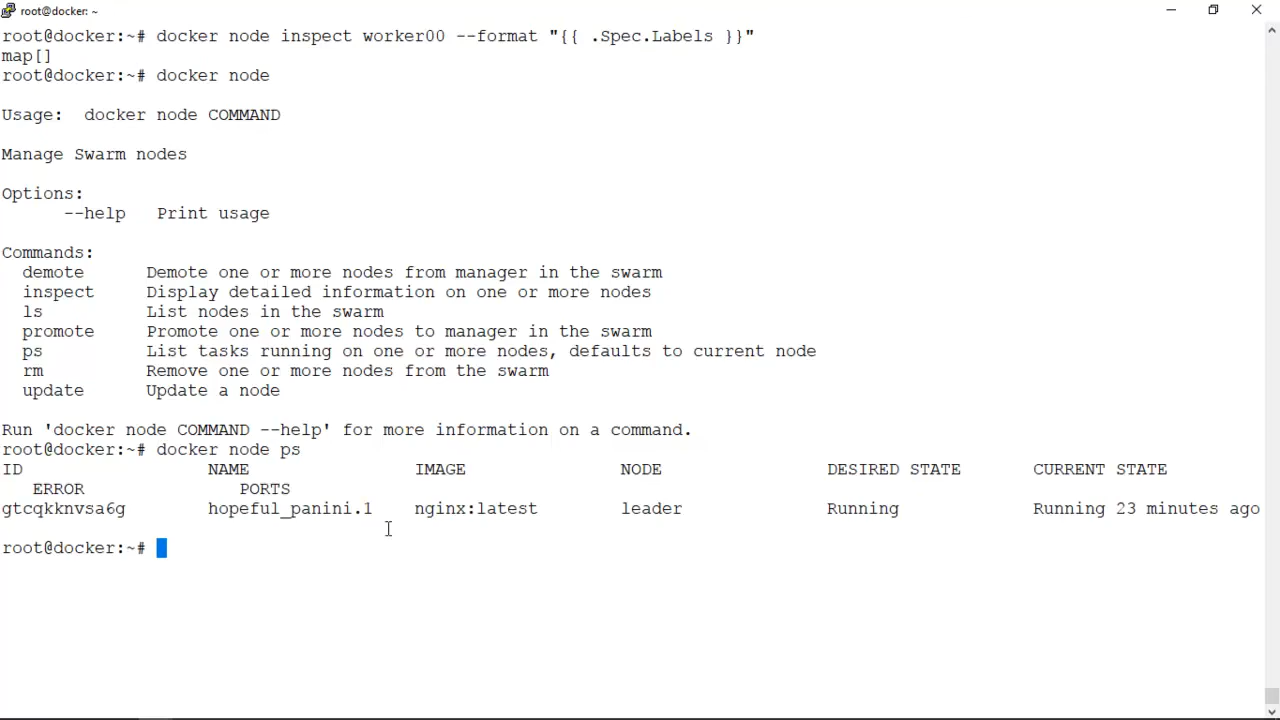 root@docker: ~
root@docker:~# docker node inspect worker00 --format "{{ .Spec.Labels }}"
map[]
root@docker:~# docker node
Usage:  docker node COMMAND
Manage Swarm nodes
Options:
      --help   Print usage
Commands:
  demote      Demote one or more nodes from manager in the swarm
  inspect     Display detailed information on one or more nodes
  ls          List nodes in the swarm
  promote     Promote one or more nodes to manager in the swarm
  ps          List tasks running on one or more nodes, defaults to current node
  rm          Remove one or more nodes from the swarm
  update      Update a node
Run 'docker node COMMAND --help' for more information on a command.
root@docker:~# docker node ps
ID                  NAME                IMAGE               NODE                DESIRED STATE       CURRENT STATE
   ERROR               PORTS
gtcqkknvsa6g        hopeful_panini.1    nginx:latest        leader              Running             Running 23 minutes ago
root@docker:~#